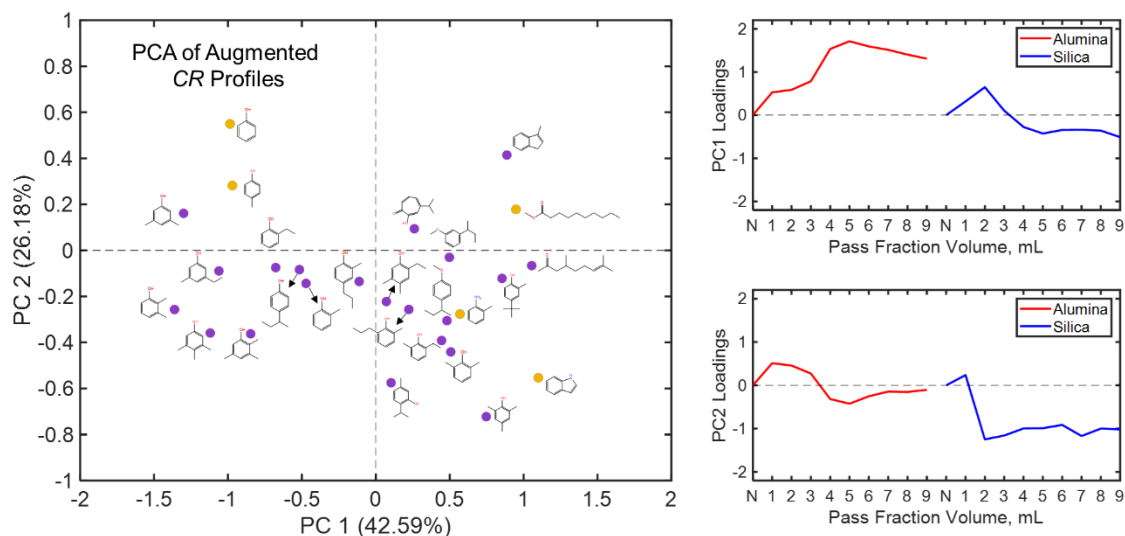 PCA of Augmented
CR Profiles
PC 2 (26.18%)
1
0.8
0.6
0.4
0.2
0
-0.2
-0.4
-0.6
-0.8
-1
-2 -1.5 -1 -0.5 0 0.5 1 1.5 2
PC 1 (42.59%)
PC1 Loadings
2
1
0
-1
-2
Alumina
Silica
N 1 2 3 4 5 6 7 8 9 N 1 2 3 4 5 6 7 8 9
Pass Fraction Volume, mL
PC2 Loadings
2
1
0
-1
-2
Alumina
Silica
N 1 2 3 4 5 6 7 8 9 N 1 2 3 4 5 6 7 8 9
Pass Fraction Volume, mL